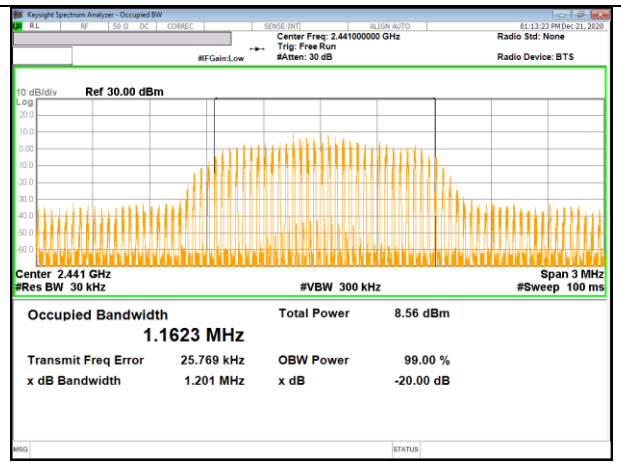 Keysight Spectrum Analyzer - Occupied BW
RL RF 50 Ω DC CORREC SENSE:INT ALIGN AUTO 01:13:23 PM Dec 21, 2020
Center Freq: 2.441000000 GHz Radio Std: None
Trig: Free Run
#IFGain:Low #Atten: 30 dB Radio Device: BTS
10 dB/div Ref 30.00 dBm
Log
20.0
10.0
0.00
-10.0
-20.0
-30.0
-40.0
-50.0
-60.0
Center 2.441 GHz Span 3 MHz
#Res BW 30 kHz #VBW 300 kHz #Sweep 100 ms
Occupied Bandwidth Total Power 8.56 dBm
1.1623 MHz
Transmit Freq Error 25.769 kHz OBW Power 99.00 %
x dB Bandwidth 1.201 MHz x dB -20.00 dB
MSG STATUS